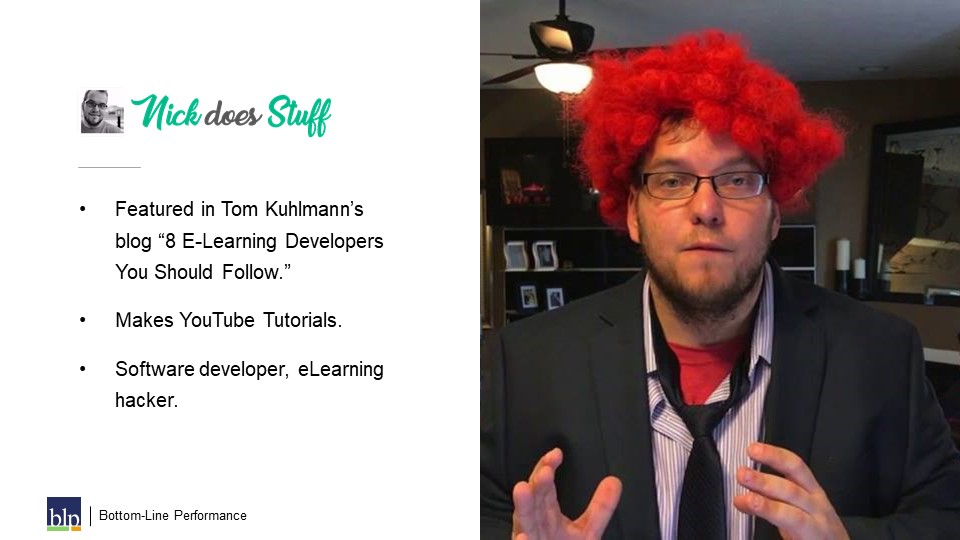 Nick does Stuff
• Featured in Tom Kuhlmann’s
blog “8 E-Learning Developers
You Should Follow.”
• Makes YouTube Tutorials.
• Software developer, eLearning
hacker.
blp Bottom-Line Performance